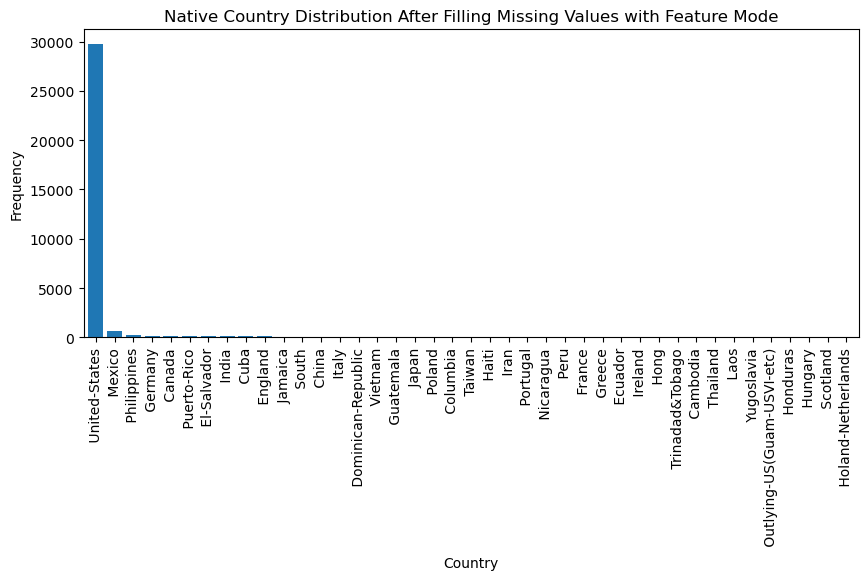 Native Country Distribution After Filling Missing Values with Feature Mode
Frequency
30000
25000
20000
15000
10000
5000
0
United-States
Mexico
Philippines
Germany
Canada
Puerto-Rico
El-Salvador
India
Cuba
England
Jamaica
South
China
Italy
Dominican-Republic
Vietnam
Guatemala
Japan
Poland
Columbia
Taiwan
Haiti
Iran
Portugal
Nicaragua
Peru
France
Greece
Ecuador
Ireland
Hong
Trinadad&Tobago
Cambodia
Thailand
Laos
Yugoslavia
Outlying-US(Guam-USVI-etc)
Honduras
Hungary
Scotland
Holand-Netherlands
Country